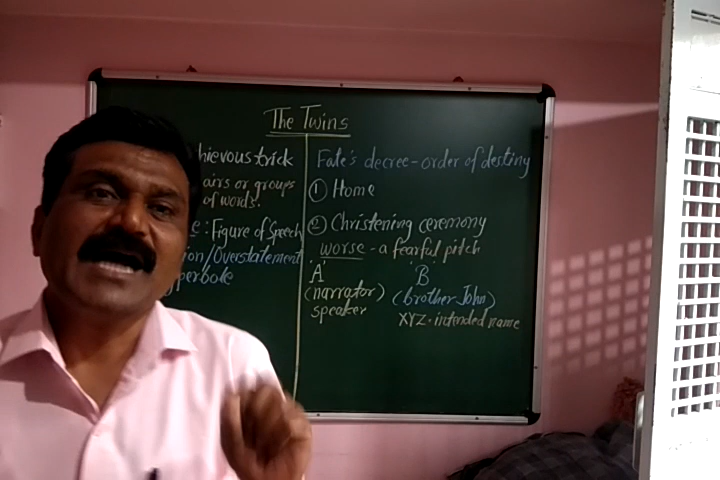 The Twins
hievous trick
airs or groups
of words.
e : Figure of Speech
ion/Overstatement
yperbole
Fate's decree - order of destiny
① Home
② Christening ceremony
worse - a fearful pitch
A B
(narrator) (brother John)
speaker XYZ = intended name